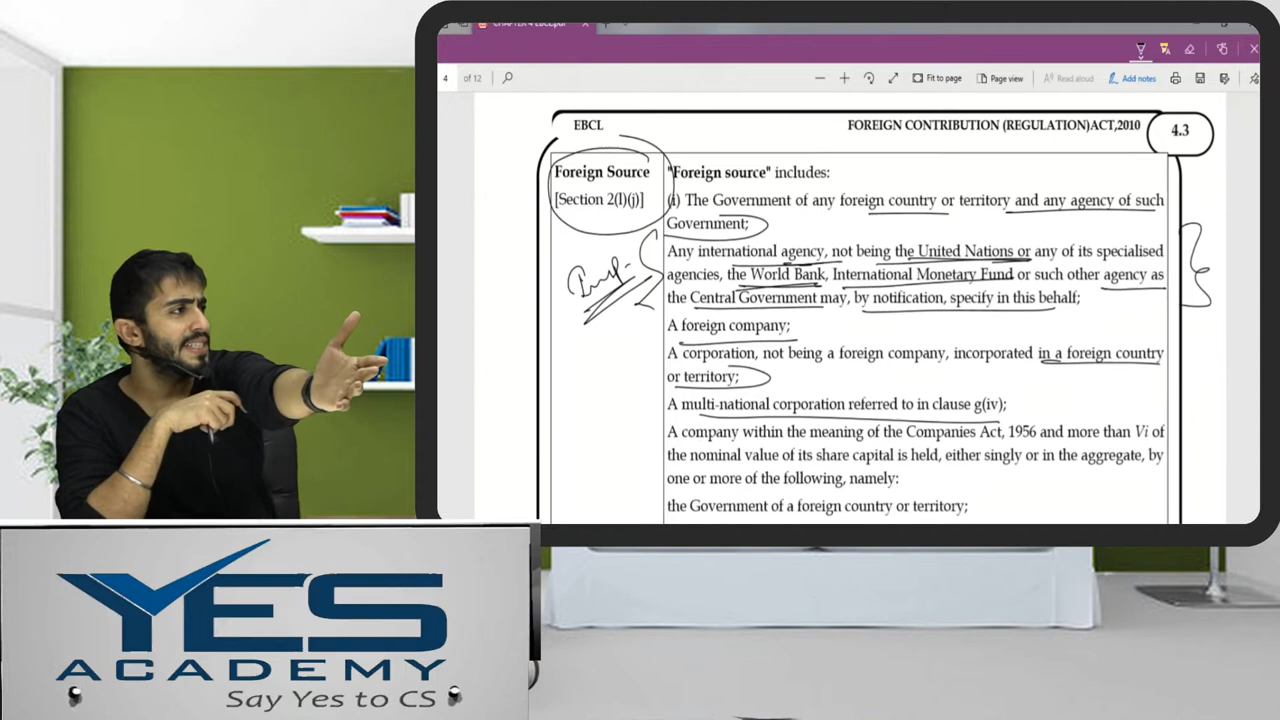 4 of 12
Fit to page
Page view
Read aloud
Add notes
EBCL
FOREIGN CONTRIBUTION (REGULATION)ACT,2010
4.3
Foreign Source
[Section 2(l)(j)]
Imp.
"Foreign source" includes:
(i) The Government of any foreign country or territory and any agency of such
Government;
Any international agency, not being the United Nations or any of its specialised
agencies, the World Bank, International Monetary Fund or such other agency as
the Central Government may, by notification, specify in this behalf;
A foreign company;
A corporation, not being a foreign company, incorporated in a foreign country
or territory;
A multi-national corporation referred to in clause g(iv);
A company within the meaning of the Companies Act, 1956 and more than Vi of
the nominal value of its share capital is held, either singly or in the aggregate, by
one or more of the following, namely:
the Government of a foreign country or territory;
YES
ACADEMY
Say Yes to CS